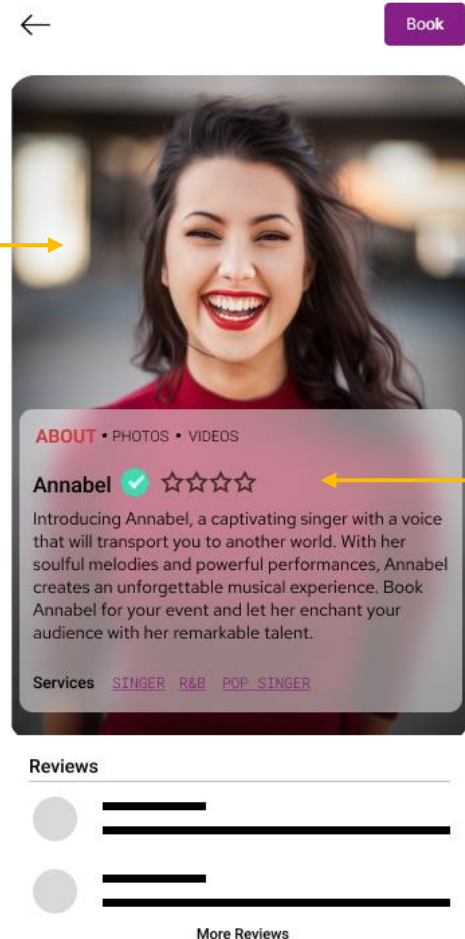 Book
ABOUT • PHOTOS • VIDEOS
Annabel
Introducing Annabel, a captivating singer with a voice
that will transport you to another world. With her
soulful melodies and powerful performances, Annabel
creates an unforgettable musical experience. Book
Annabel for your event and let her enchant your
audience with her remarkable talent.
Services SINGER R&B POP SINGER
Reviews
More Reviews